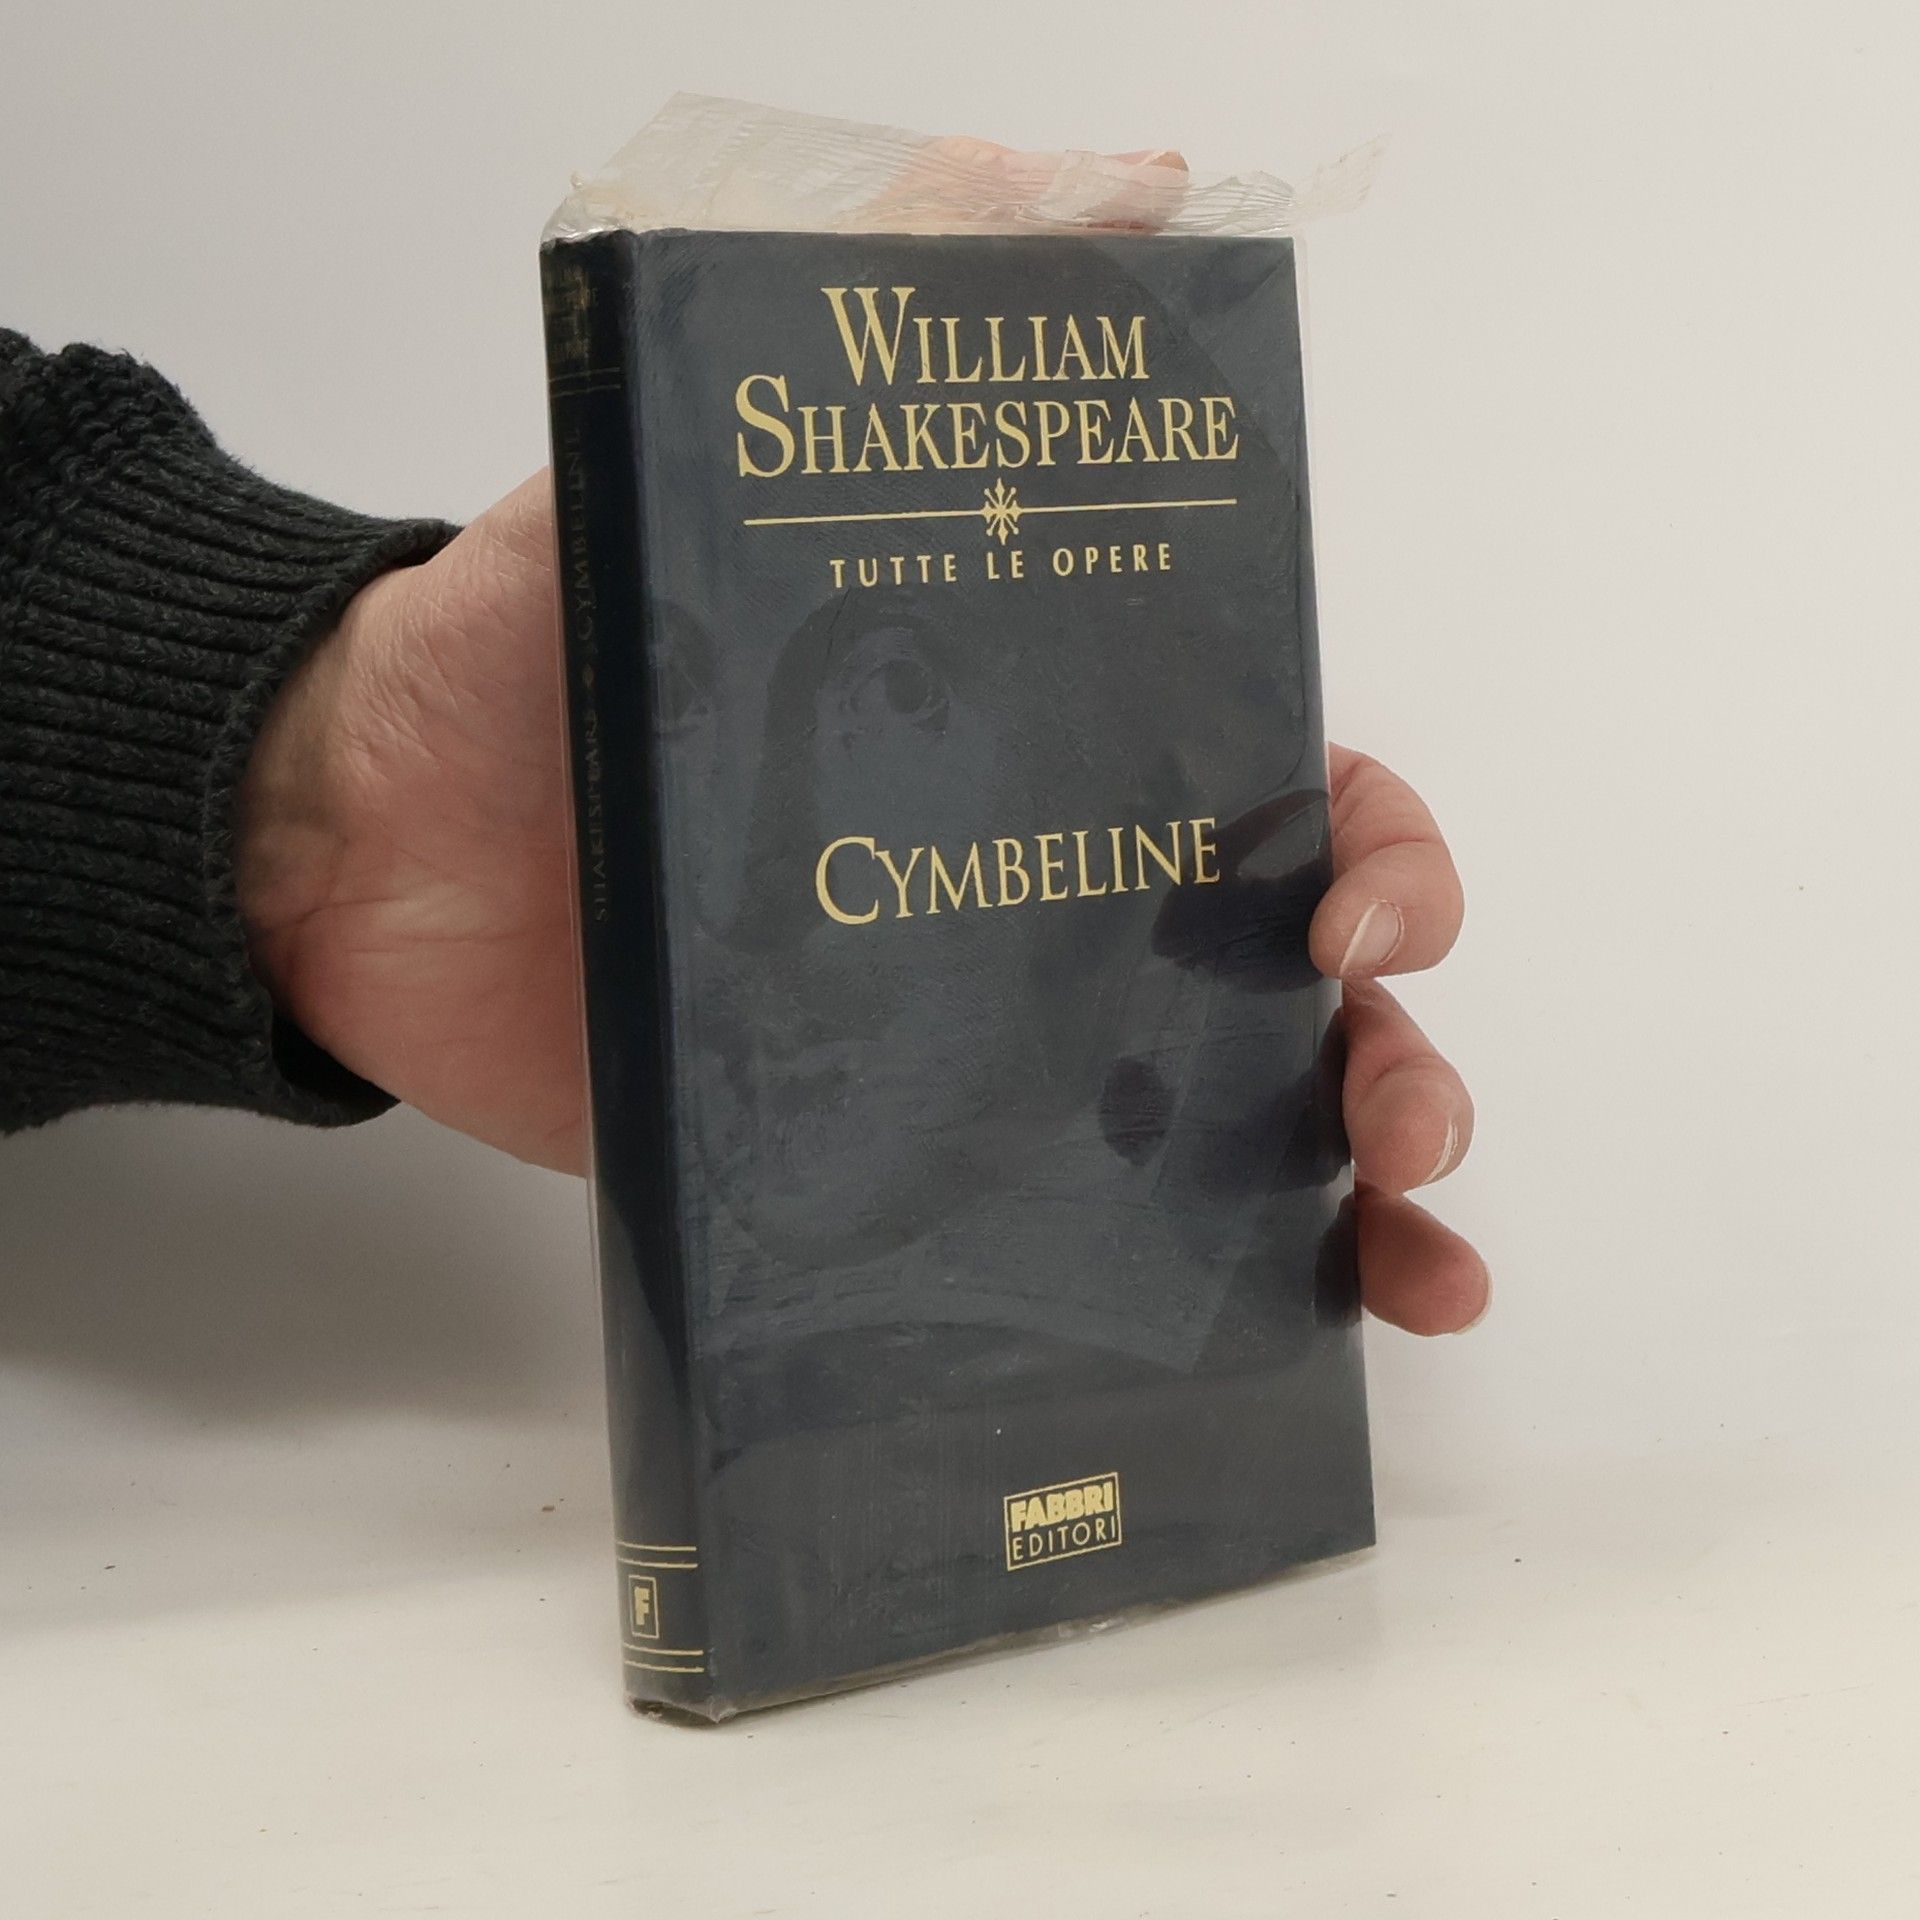 WILLIAM
SHAKESPEARE
TUTTE LE OPERE
CYMBELINE
FABBRI
EDITORI
SHAKESPEARE CYMBELINE
F